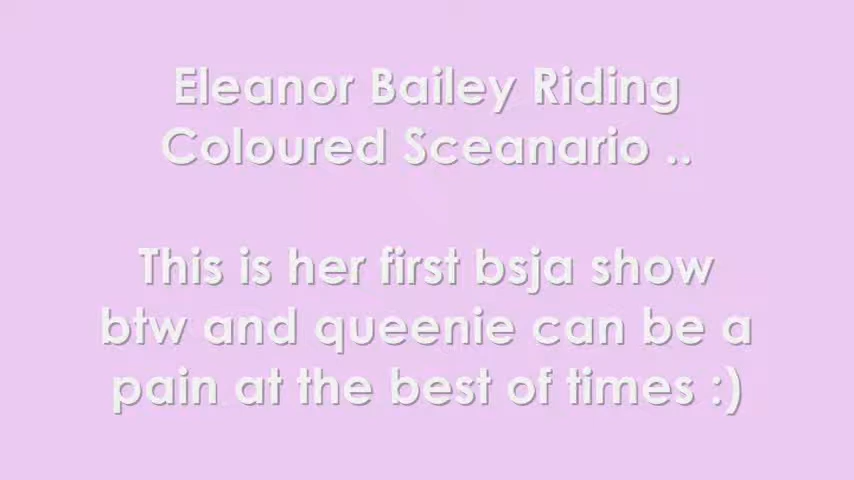 Eleanor Bailey Riding
Coloured Sceanario ..
This is her first bsja show
btw and queenie can be a
pain at the best of times :)